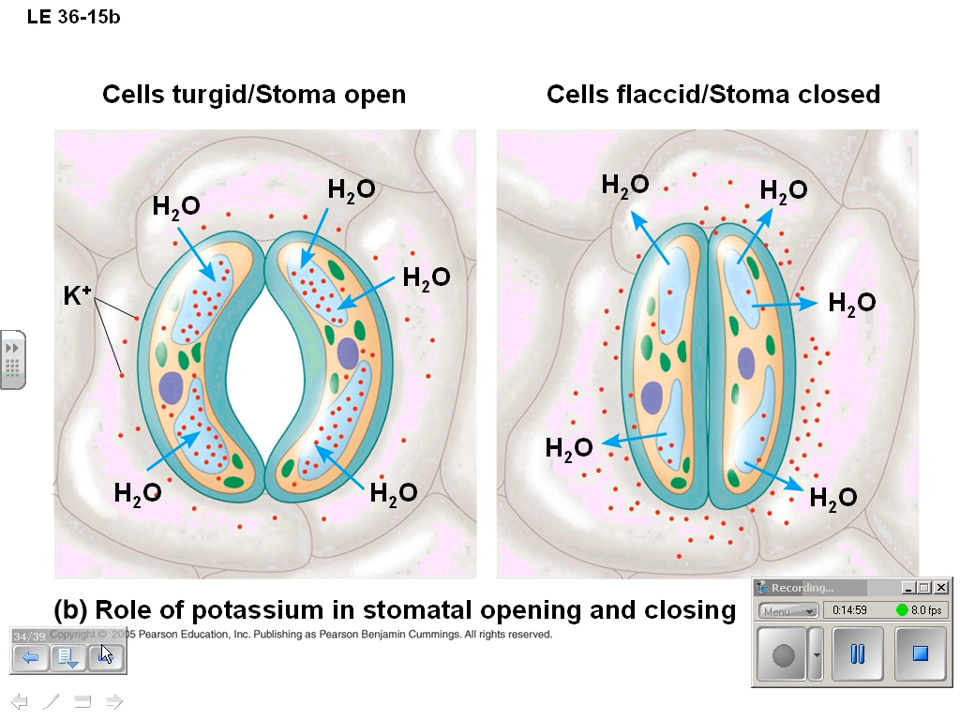 LE 36-15b
Cells turgid/Stoma open
Cells flaccid/Stoma closed
H₂O
H₂O
H₂O
K⁺
H₂O
H₂O
H₂O
H₂O
H₂O
H₂O
H₂O
(b) Role of potassium in stomatal opening and closing
Copyright © 2005 Pearson Education, Inc. Publishing as Pearson Benjamin Cummings. All rights reserved.
34/39
Recording...
Menu
0:14:59
8.0 fps